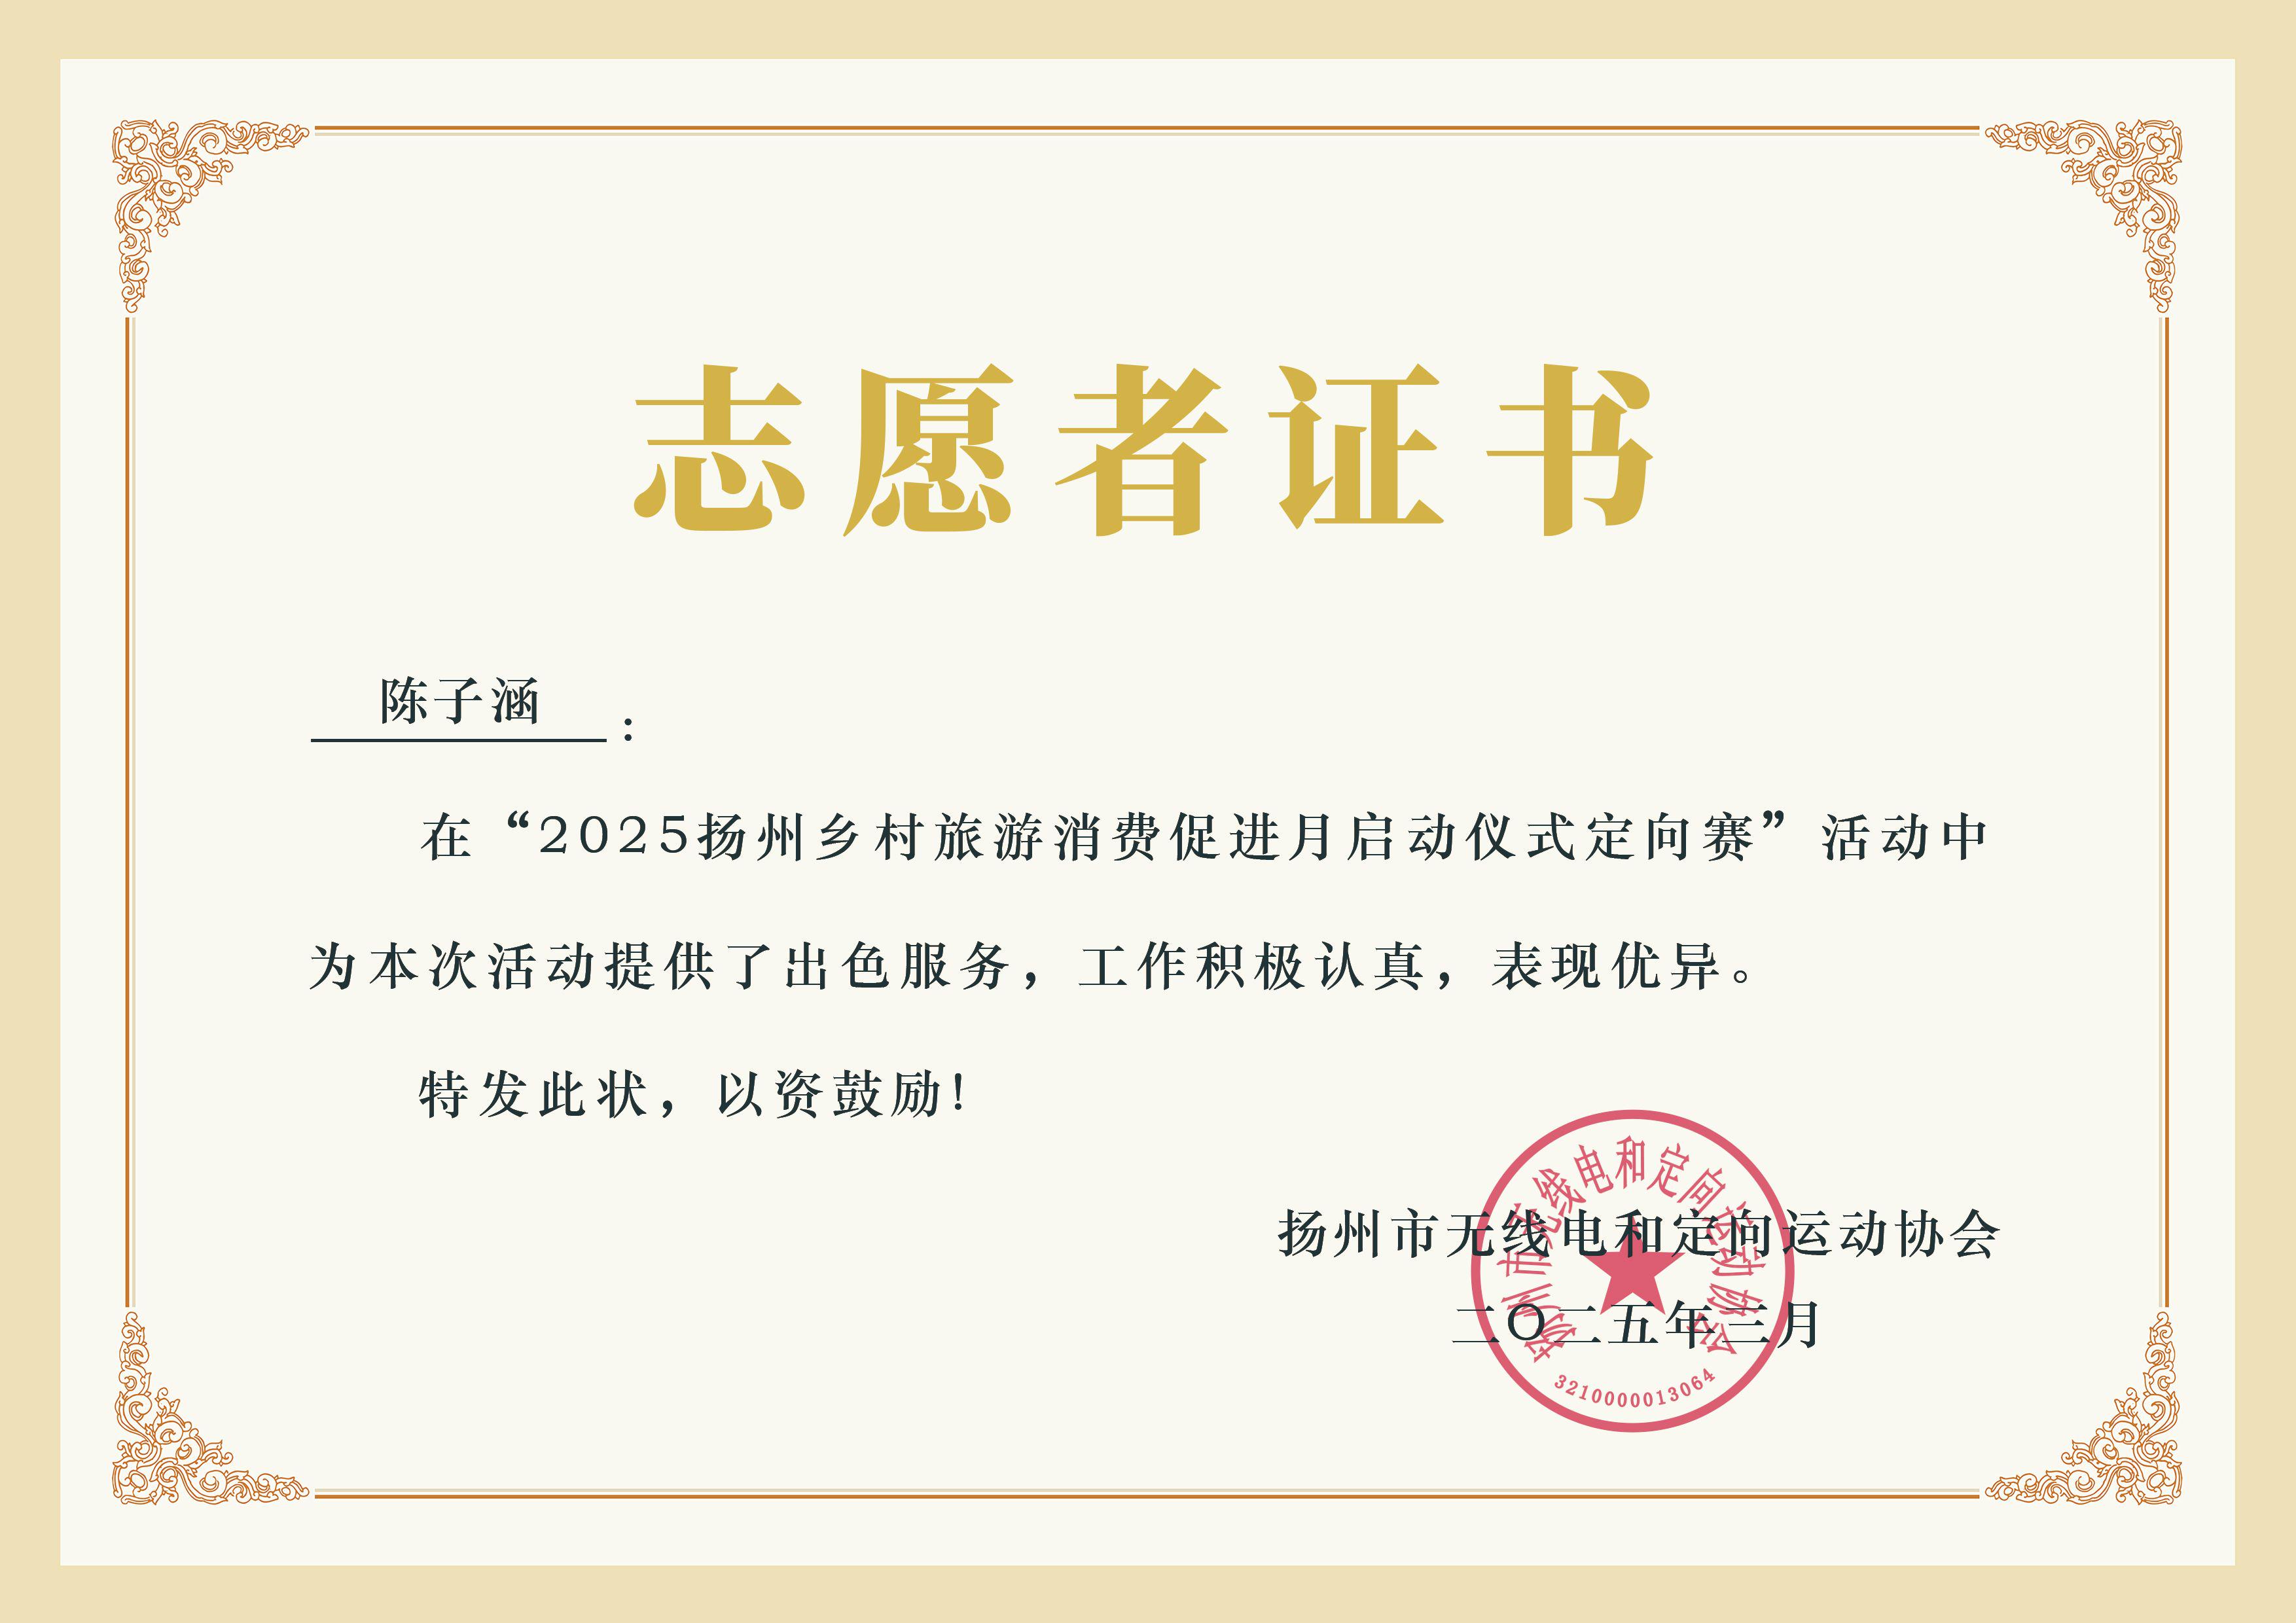 志愿者证书
陈子涵：
在“2025扬州乡村旅游消费促进月启动仪式定向赛”活动中
为本次活动提供了出色服务，工作积极认真，表现优异。
特发此状，以资鼓励！
扬州市无线电和定向运动协会
二〇二五年三月
扬州市无线电和定向运动协会
3210000013064